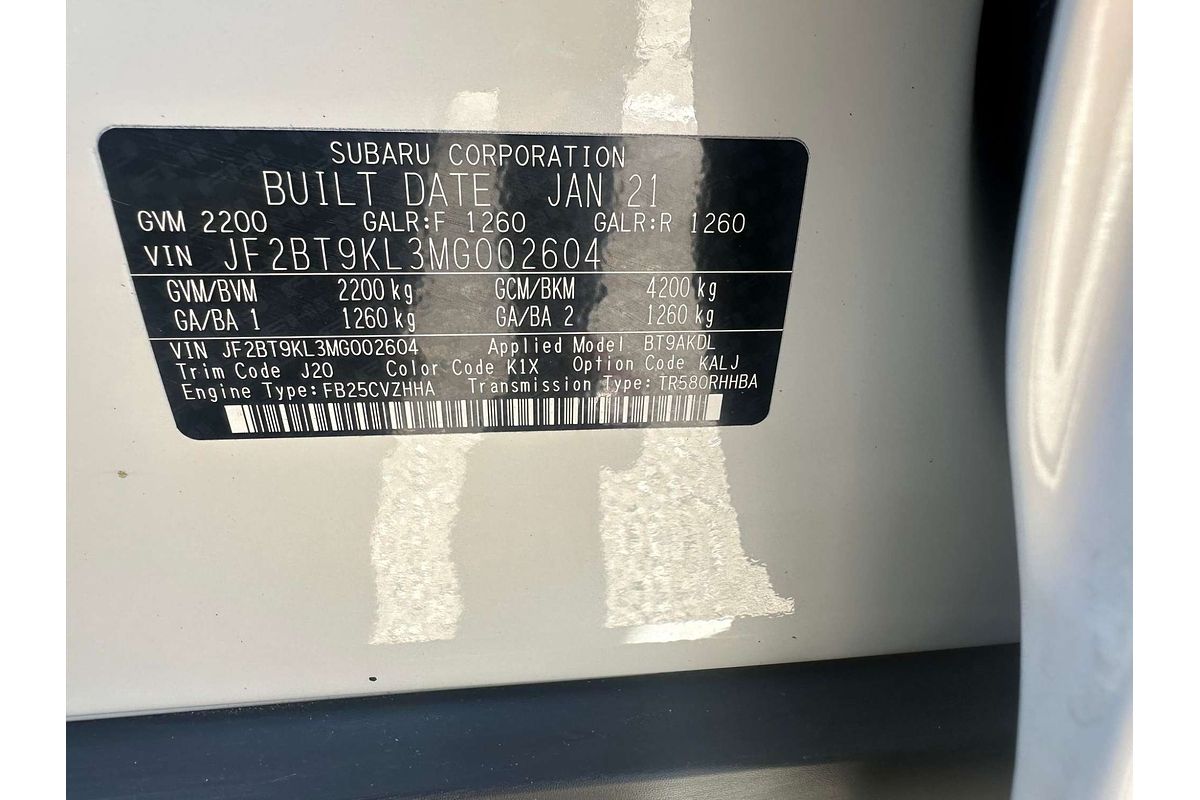 SUBARU CORPORATION
BUILT DATE JAN 21
GVM 2200 GALR:F 1260 GALR:R 1260
VIN JF2BT9KL3MG002604
GVM/BVM 2200 kg GCM/BKM 4200 kg
GA/BA 1 1260 kg GA/BA 2 1260 kg
VIN JF2BT9KL3MG002604 Applied Model BT9AKDL
Trim Code J20 Color Code K1X Option Code KALJ
Engine Type:FB25CVZHHA Transmission Type:TR580RHHBA